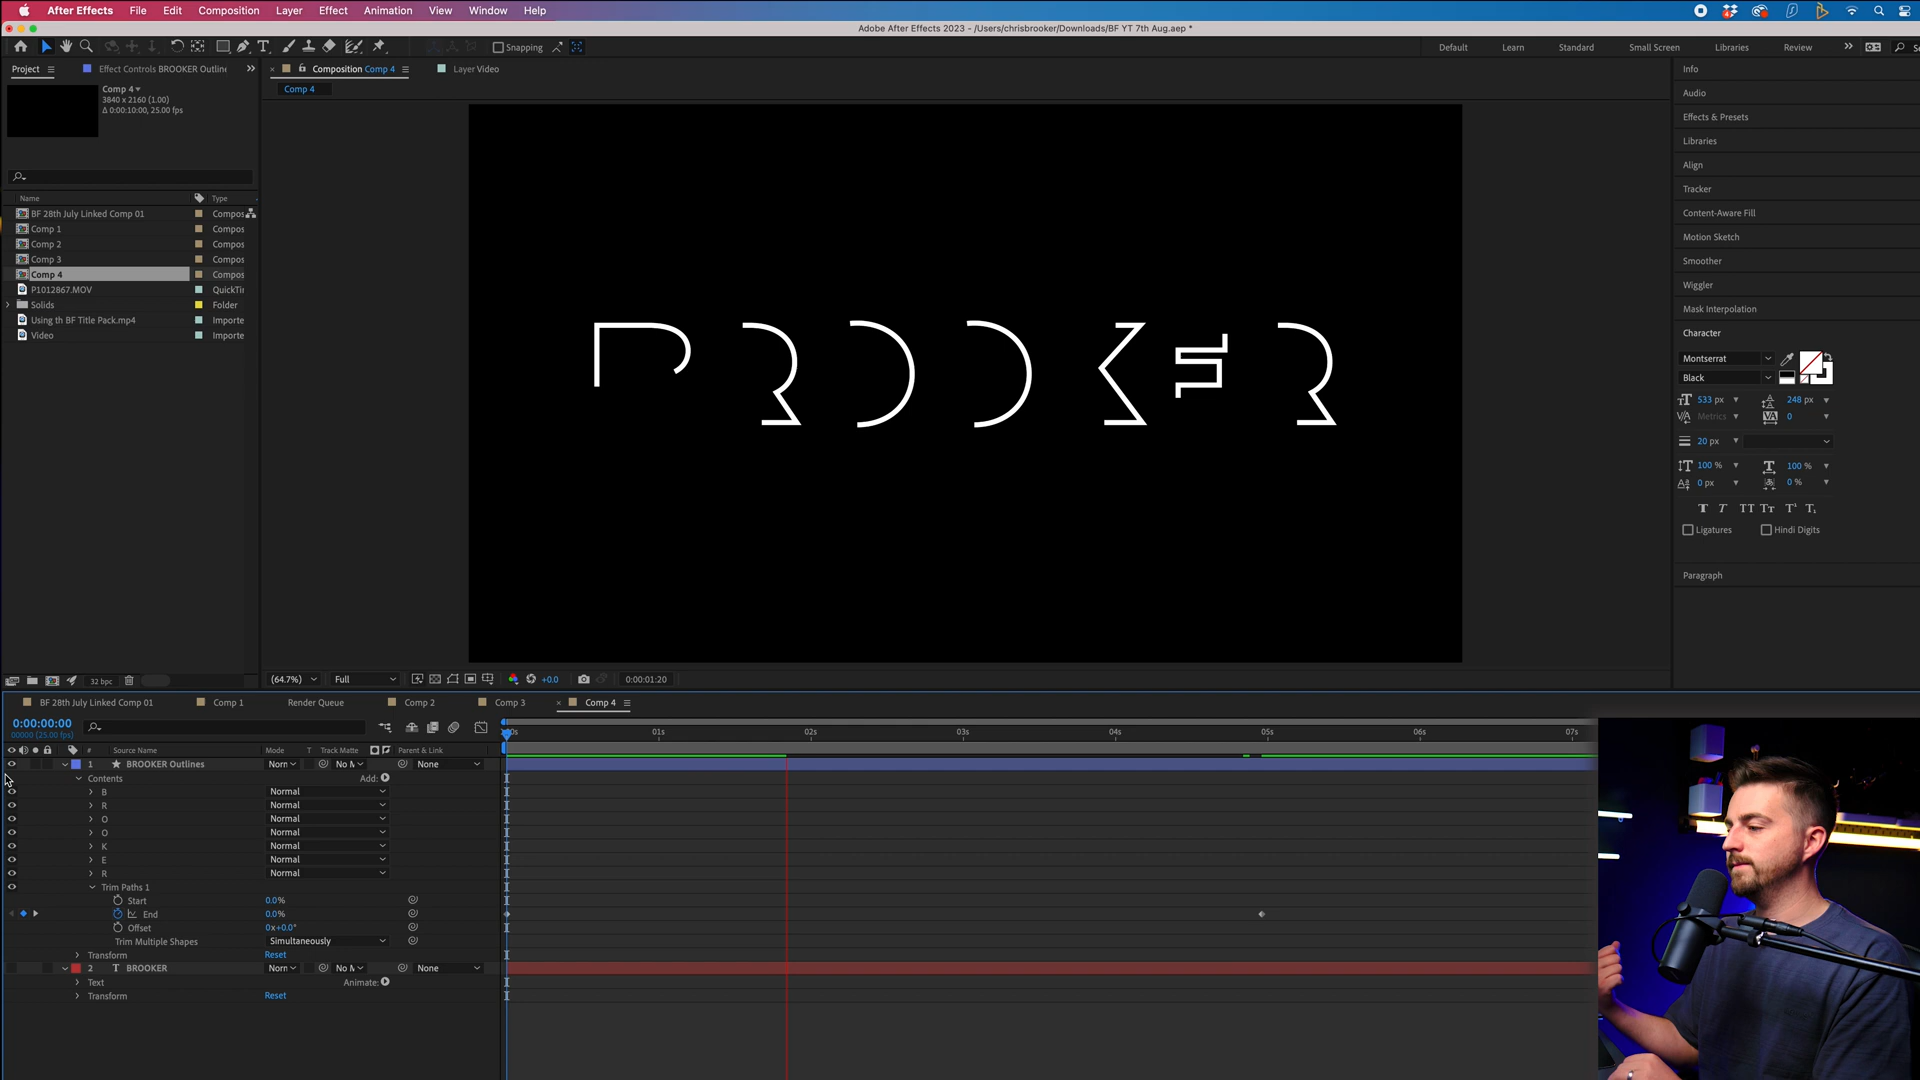 After Effects File Edit Composition Layer Effect Animation View Window Help
Adobe After Effects 2023 - /Users/chrisbrooker/Downloads/BF YT 7th Aug.aep *
Snapping
Default Learn Standard Small Screen Libraries Review
Project Effect Controls BROOKER Outline
Composition Comp 4 Layer Video
Comp 4
Comp 4
3840 x 2160 (1.00)
Δ 0:00:10:00, 25.00 fps
Name Type
BF 28th July Linked Comp 01 Compos
Comp 1 Compos
Comp 2 Compos
Comp 3 Compos
Comp 4 Compos
P1012867.MOV QuickTi
Solids Folder
Using th BF Title Pack.mp4 Importe
Video Importe
32 bpc
BROOKER
(64.7%) Full +0.0 0:00:01:20
Info
Audio
Effects & Presets
Libraries
Align
Tracker
Content-Aware Fill
Motion Sketch
Smoother
Wiggler
Mask Interpolation
Character
Montserrat
Black
533 px 248 px
Metrics 0
20 px
100 % 100 %
0 px 0 %
Ligatures Hindi Digits
Paragraph
BF 28th July Linked Comp 01 Comp 1 Render Queue Comp 2 Comp 3 Comp 4
0:00:00:00
00000 (25.00 fps)
01s 02s 03s 04s 05s 06s 07s
# Source Name Mode T Track Matte Parent & Link
1 BROOKER Outlines Norn No M None
Contents Add:
B Normal
R Normal
O Normal
O Normal
K Normal
E Normal
R Normal
Trim Paths 1
Start 0.0%
End 0.0%
Offset 0x+0.0°
Trim Multiple Shapes Simultaneously
Transform Reset
2 T BROOKER Norn No M None
Text Animate:
Transform Reset